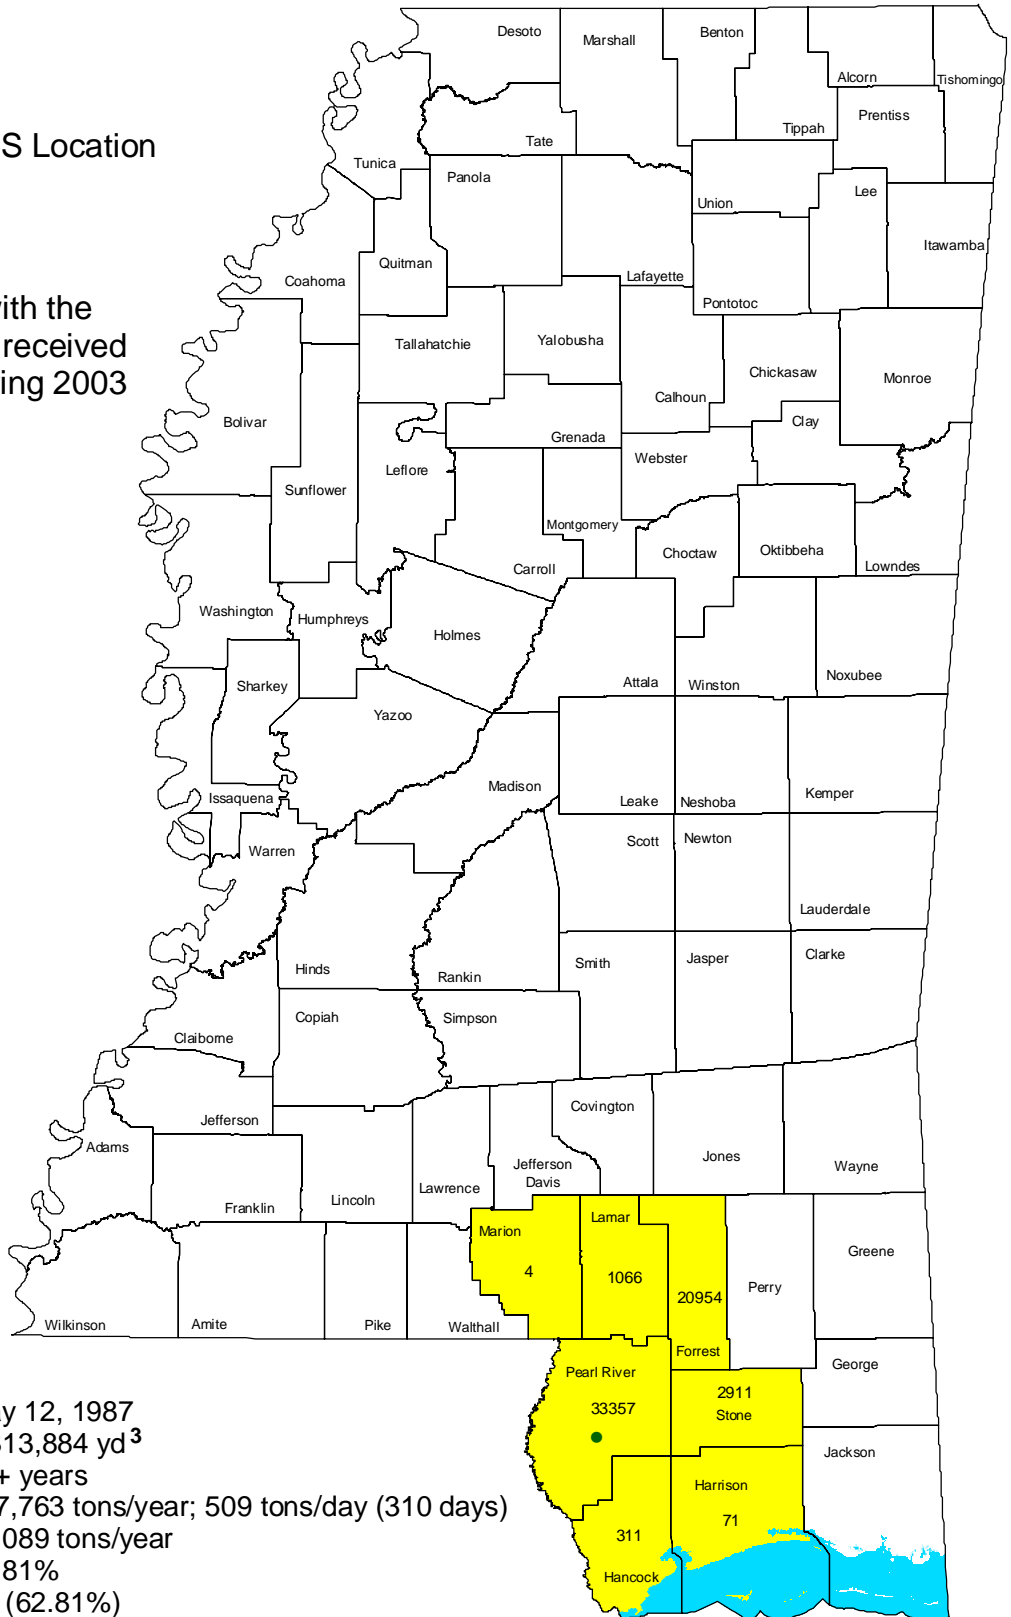 Desoto
Marshall
Benton
Alcorn
Tishomingo
Tippah
Prentiss
S Location
Tate
Tunica
Panola
Union
Lee
Itawamba
Quitman
Coahoma
Lafayette
Pontotoc
with the
received
ing 2003
Tallahatchie
Yalobusha
Chickasaw
Monroe
Calhoun
Bolivar
Clay
Grenada
Webster
Leflore
Sunflower
Montgomery
Choctaw
Oktibbeha
Lowndes
Carroll
Washington
Humphreys
Holmes
Attala
Winston
Noxubee
Sharkey
Yazoo
Madison
Issaquena
Leake
Neshoba
Kemper
Scott
Newton
Warren
Lauderdale
Hinds
Rankin
Smith
Jasper
Clarke
Copiah
Simpson
Claiborne
Covington
Jefferson
Adams
Jefferson
Davis
Jones
Wayne
Lawrence
Lincoln
Franklin
Marion
Lamar
Greene
4
1066
20954
Perry
Wilkinson
Amite
Pike
Walthall
Forrest
George
Pearl River
33357
2911
Stone
y 12, 1987
13,884 yd³
+ years
7,763 tons/year; 509 tons/day (310 days)
089 tons/year
81%
(62.81%)
Jackson
Harrison
71
311
Hancock